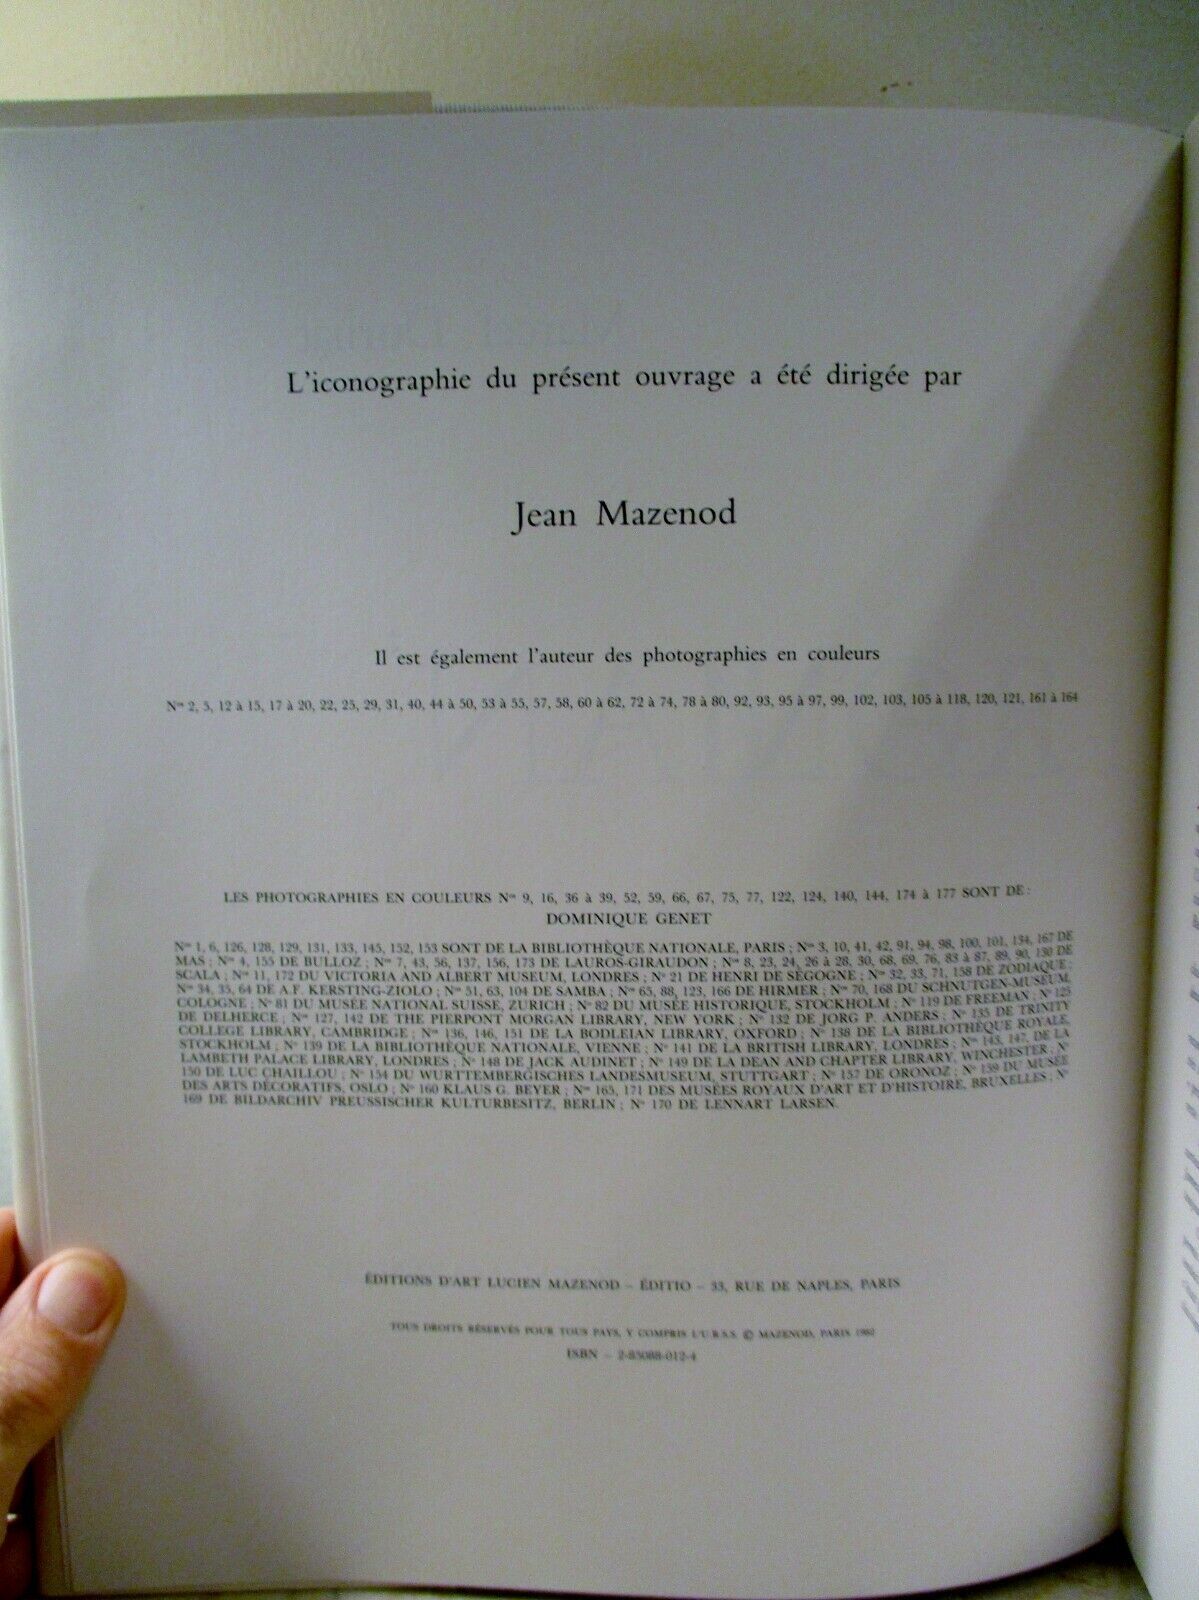 L'iconographie du présent ouvrage a été dirigée par
Jean Mazenod
Il est également l'auteur des photographies en couleurs
Nos 2, 5, 12 à 15, 17 à 20, 22, 25, 29, 31, 40, 44 à 50, 53 à 55, 57, 58, 60 à 62, 72 à 74, 78 à 80, 92, 93, 95 à 97, 99, 102, 103, 105 à 118, 120, 121, 161 à 164
LES PHOTOGRAPHIES EN COULEURS Nos 9, 16, 36 à 39, 52, 59, 66, 67, 75, 77, 122, 124, 140, 144, 174 à 177 SONT DE :
DOMINIQUE GENET
Nos 1, 6, 126, 128, 129, 131, 133, 145, 152, 153 SONT DE LA BIBLIOTHÈQUE NATIONALE, PARIS ; Nos 3, 10, 41, 42, 91, 94, 98, 100, 101, 134, 167 DE
MAS ; Nos 4, 155 DE BULLOZ ; Nos 7, 43, 56, 137, 156, 173 DE LAUROS-GIRAUDON ; Nos 8, 23, 24, 26 à 28, 30, 68, 69, 76, 83 à 87, 89, 90, 130 DE
SCALA ; Nos 11, 172 DU VICTORIA AND ALBERT MUSEUM, LONDRES ; No 21 DE HENRI DE SÉGOGNE ; Nos 32, 33, 71, 158 DE ZODIAQUE ;
Nos 34, 35, 64 DE A.F. KERSTING-ZIOLO ; Nos 51, 63, 104 DE SAMBA ; Nos 65, 88, 123, 166 DE HIRMER ; Nos 70, 168 DU SCHNUTGEN-MUSEUM,
COLOGNE ; No 81 DU MUSÉE NATIONAL SUISSE, ZURICH ; No 82 DU MUSÉE HISTORIQUE, STOCKHOLM ; No 119 DE FREEMAN ; No 125
DE DELHERCE ; Nos 127, 142 DE THE PIERPONT MORGAN LIBRARY, NEW YORK ; No 132 DE JORG P. ANDERS ; No 135 DE TRINITY
COLLEGE LIBRARY, CAMBRIDGE ; Nos 136, 146, 151 DE LA BODLEIAN LIBRARY, OXFORD ; No 138 DE LA BIBLIOTHÈQUE ROYALE,
STOCKHOLM ; No 139 DE LA BIBLIOTHÈQUE NATIONALE, VIENNE ; No 141 DE LA BRITISH LIBRARY, LONDRES ; Nos 143, 147, DE LA
LAMBETH PALACE LIBRARY, LONDRES ; No 148 DE JACK AUDINET ; No 149 DE LA DEAN AND CHAPTER LIBRARY, WINCHESTER ; No
150 DE LUC CHAILLOU ; No 154 DU WURTTEMBERGISCHES LANDESMUSEUM, STUTTGART ; No 157 DE ORONOZ ; No 159 DU MUSÉE
DES ARTS DÉCORATIFS, OSLO ; No 160 KLAUS G. BEYER ; Nos 165, 171 DES MUSÉES ROYAUX D'ART ET D'HISTOIRE, BRUXELLES ; No
169 DE BILDARCHIV PREUSSISCHER KULTURBESITZ, BERLIN ; No 170 DE LENNART LARSEN.
ÉDITIONS D'ART LUCIEN MAZENOD – ÉDITIO – 33, RUE DE NAPLES, PARIS
TOUS DROITS RÉSERVÉS POUR TOUS PAYS, Y COMPRIS L'U.R.S.S. © MAZENOD, PARIS 1982
ISBN – 2-85088-012-4